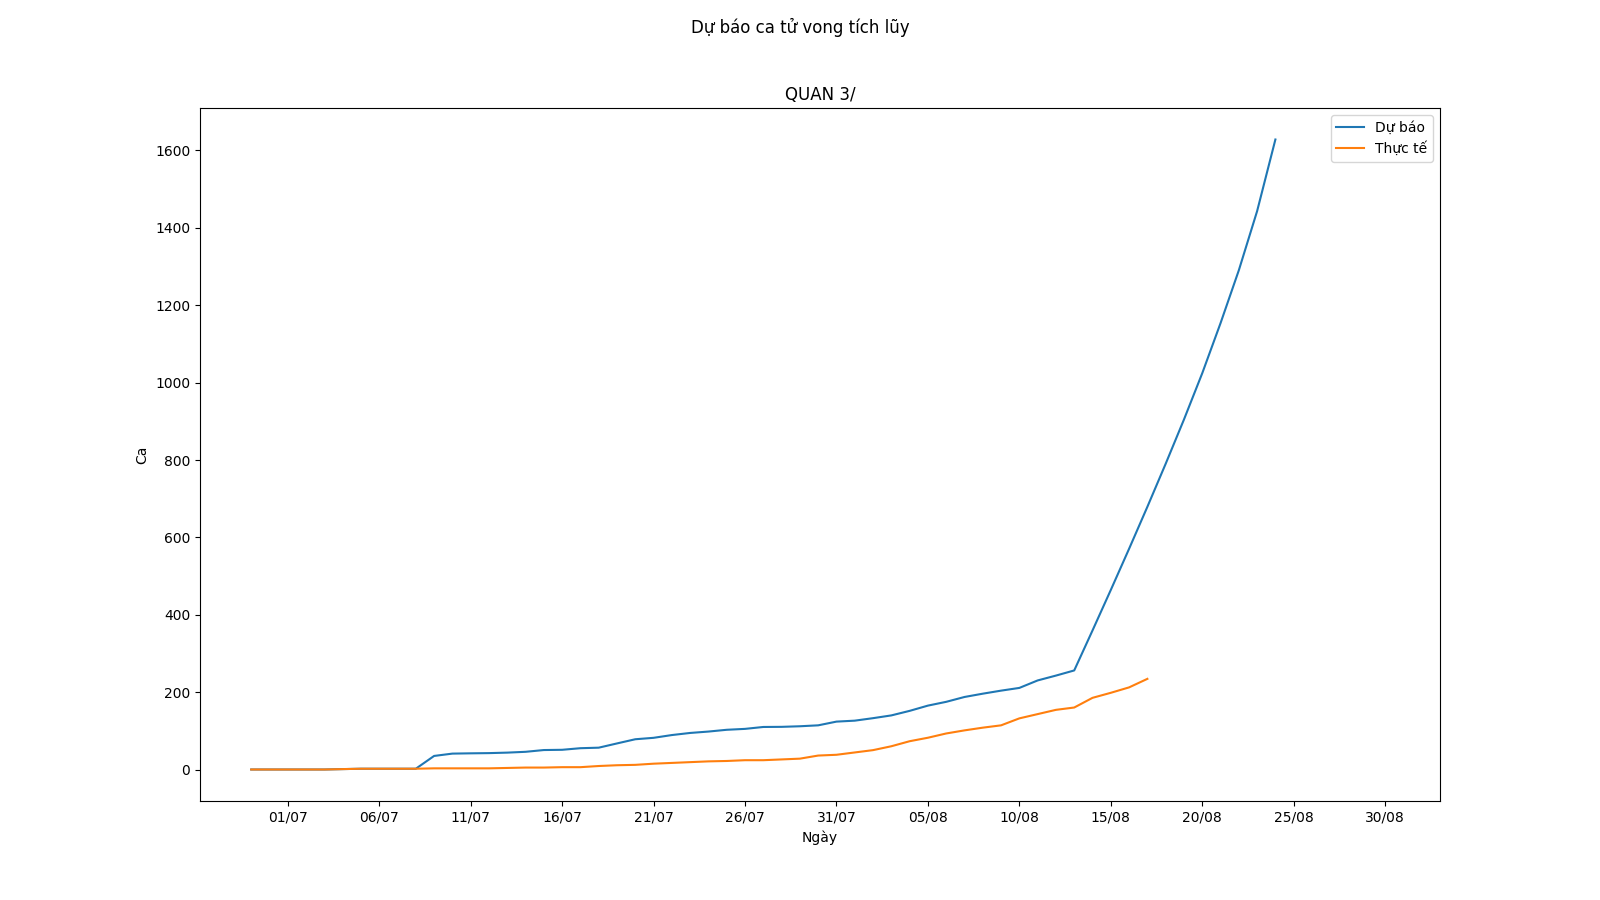 Dự báo ca tử vong tích lũy
QUAN 3/
Dự báo
Thực tế
1600
1400
1200
1000
800
600
400
200
0
Ca
01/07 06/07 11/07 16/07 21/07 26/07 31/07 05/08 10/08 15/08 20/08 25/08 30/08
Ngày